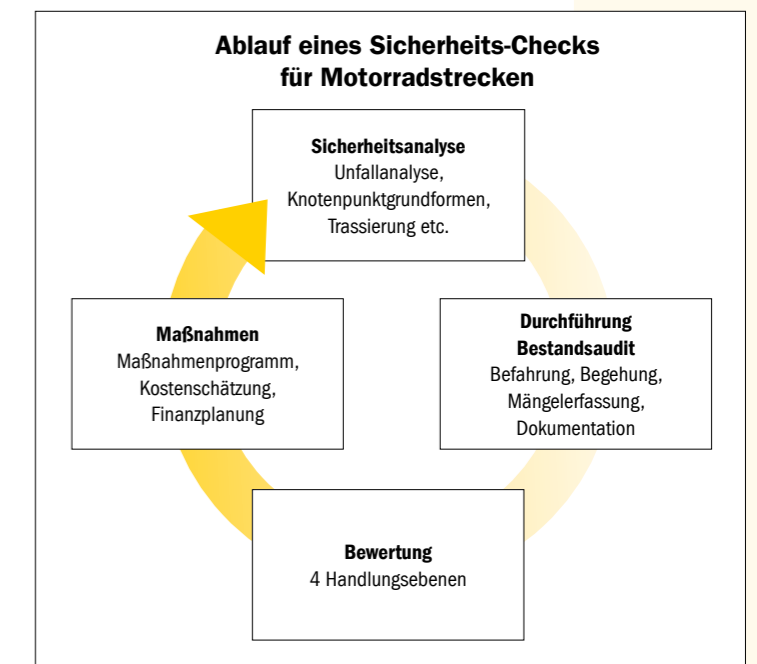 Ablauf eines Sicherheits-Checks
für Motorradstrecken
Sicherheitsanalyse
Unfallanalyse,
Knotenpunktgrundformen,
Trassierung etc.
Durchführung
Bestandsaudit
Befahrung, Begehung,
Mängelerfassung,
Dokumentation
Bewertung
4 Handlungsebenen
Maßnahmen
Maßnahmenprogramm,
Kostenschätzung,
Finanzplanung